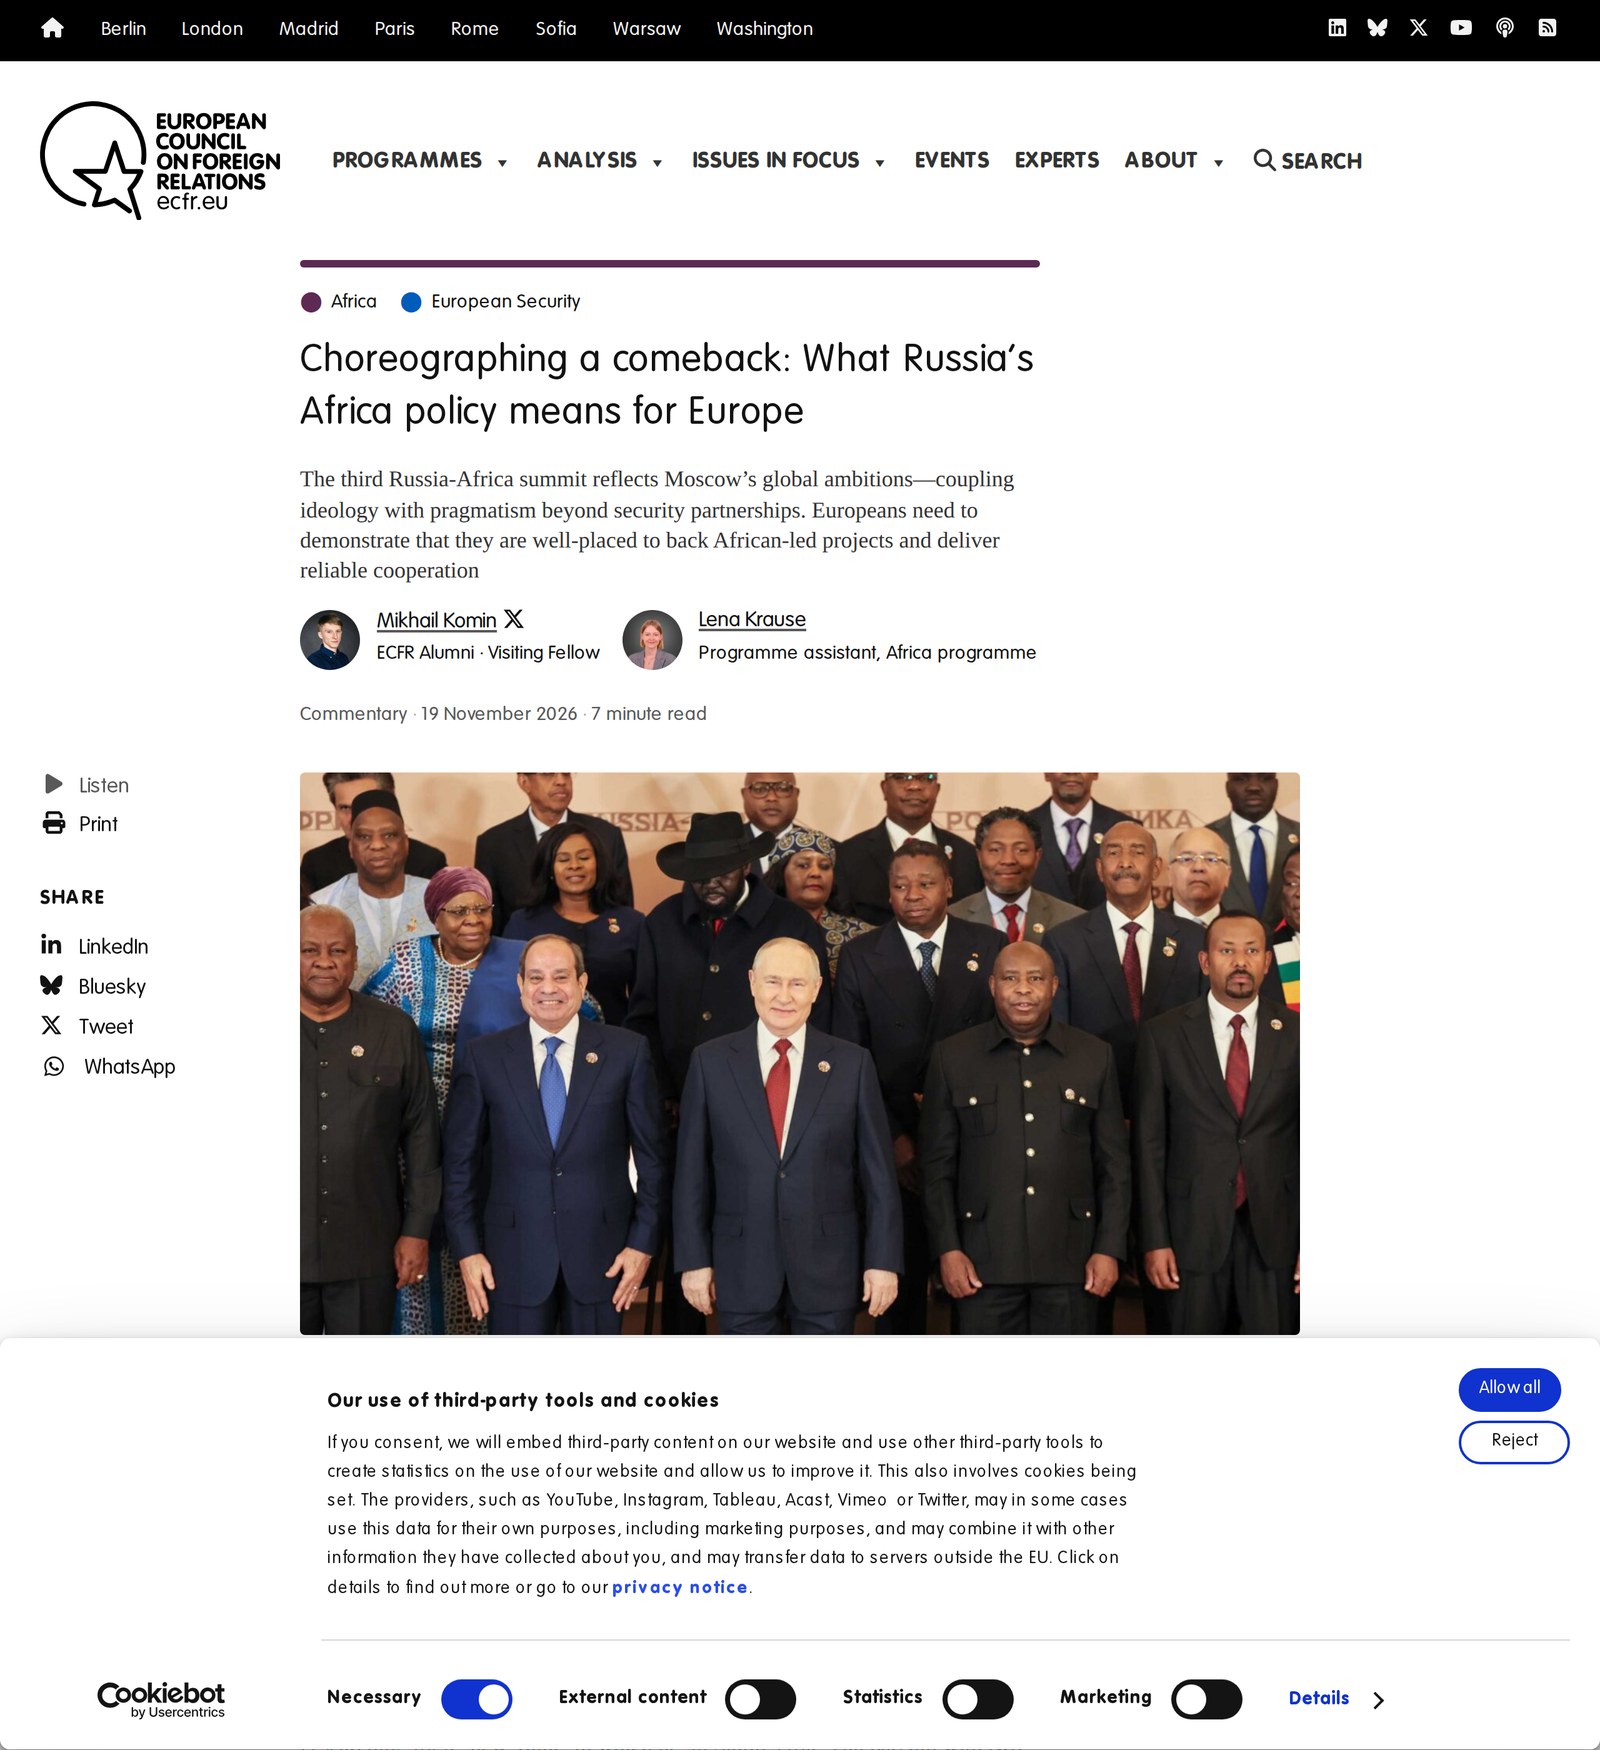 Berlin London Madrid Paris Rome Sofia Warsaw Washington
EUROPEAN
COUNCIL
ON FOREIGN
RELATIONS
ecfr.eu
PROGRAMMES ANALYSIS ISSUES IN FOCUS EVENTS EXPERTS ABOUT SEARCH
Africa European Security
Choreographing a comeback: What Russia’s
Africa policy means for Europe
The third Russia-Africa summit reflects Moscow’s global ambitions—coupling
ideology with pragmatism beyond security partnerships. Europeans need to
demonstrate that they are well-placed to back African-led projects and deliver
reliable cooperation
Mikhail Komin
ECFR Alumni · Visiting Fellow
Lena Krause
Programme assistant, Africa programme
Commentary · 19 November 2026 · 7 minute read
Listen
Print
SHARE
LinkedIn
Bluesky
Tweet
WhatsApp
Our use of third-party tools and cookies
If you consent, we will embed third-party content on our website and use other third-party tools to
create statistics on the use of our website and allow us to improve it. This also involves cookies being
set. The providers, such as YouTube, Instagram, Tableau, Acast, Vimeo or Twitter, may in some cases
use this data for their own purposes, including marketing purposes, and may combine it with other
information they have collected about you, and may transfer data to servers outside the EU. Click on
details to find out more or go to our privacy notice.
Allow all
Reject
Cookiebot
by Usercentrics
Necessary External content Statistics Marketing Details